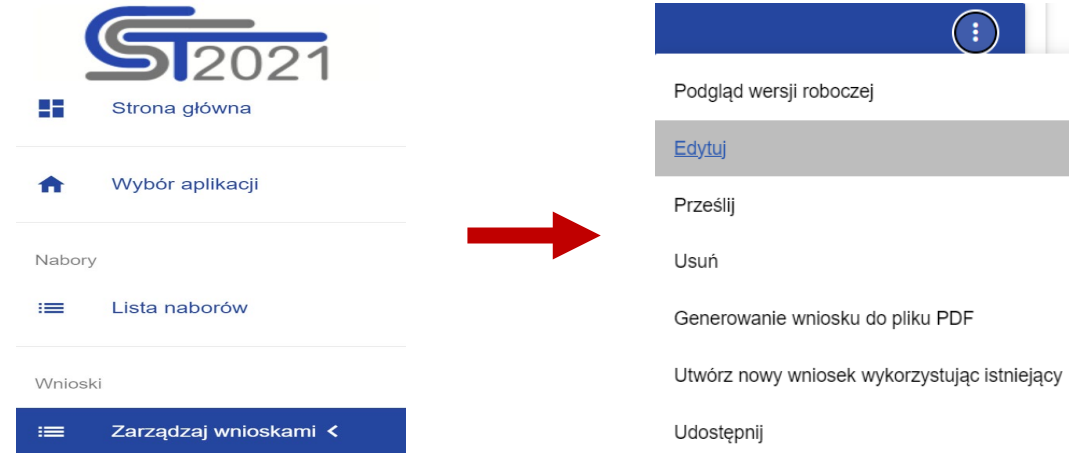 CST2021
Strona główna
Wybór aplikacji
Nabory
Lista naborów
Wnioski
Zarządzaj wnioskami <
Podgląd wersji roboczej
Edytuj
Prześlij
Usuń
Generowanie wniosku do pliku PDF
Utwórz nowy wniosek wykorzystując istniejący
Udostępnij